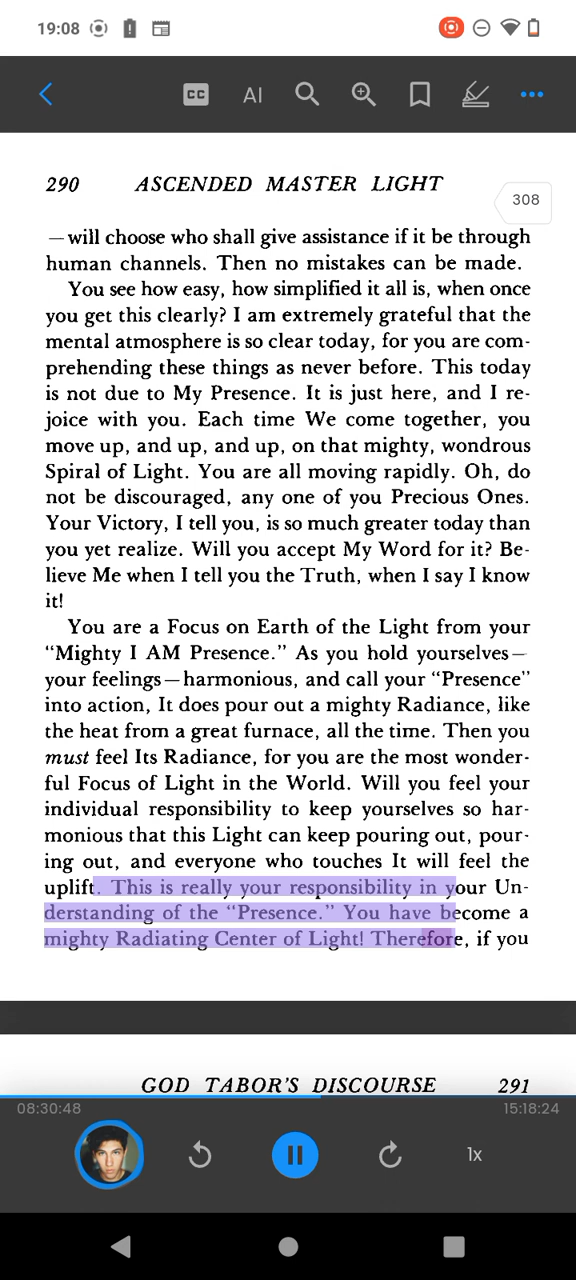 19:08
CC AI
290 ASCENDED MASTER LIGHT
308
—will choose who shall give assistance if it be through
human channels. Then no mistakes can be made.
You see how easy, how simplified it all is, when once
you get this clearly? I am extremely grateful that the
mental atmosphere is so clear today, for you are com-
prehending these things as never before. This today
is not due to My Presence. It is just here, and I re-
joice with you. Each time We come together, you
move up, and up, and up, on that mighty, wondrous
Spiral of Light. You are all moving rapidly. Oh, do
not be discouraged, any one of you Precious Ones.
Your Victory, I tell you, is so much greater today than
you yet realize. Will you accept My Word for it? Be-
lieve Me when I tell you the Truth, when I say I know
it!
You are a Focus on Earth of the Light from your
“Mighty I AM Presence.” As you hold yourselves—
your feelings—harmonious, and call your “Presence”
into action, It does pour out a mighty Radiance, like
the heat from a great furnace, all the time. Then you
must feel Its Radiance, for you are the most wonder-
ful Focus of Light in the World. Will you feel your
individual responsibility to keep yourselves so har-
monious that this Light can keep pouring out, pour-
ing out, and everyone who touches It will feel the
uplift. This is really your responsibility in your Un-
derstanding of the “Presence.” You have become a
mighty Radiating Center of Light! Therefore, if you
GOD TABOR'S DISCOURSE 291
08:30:48 15:18:24
1x